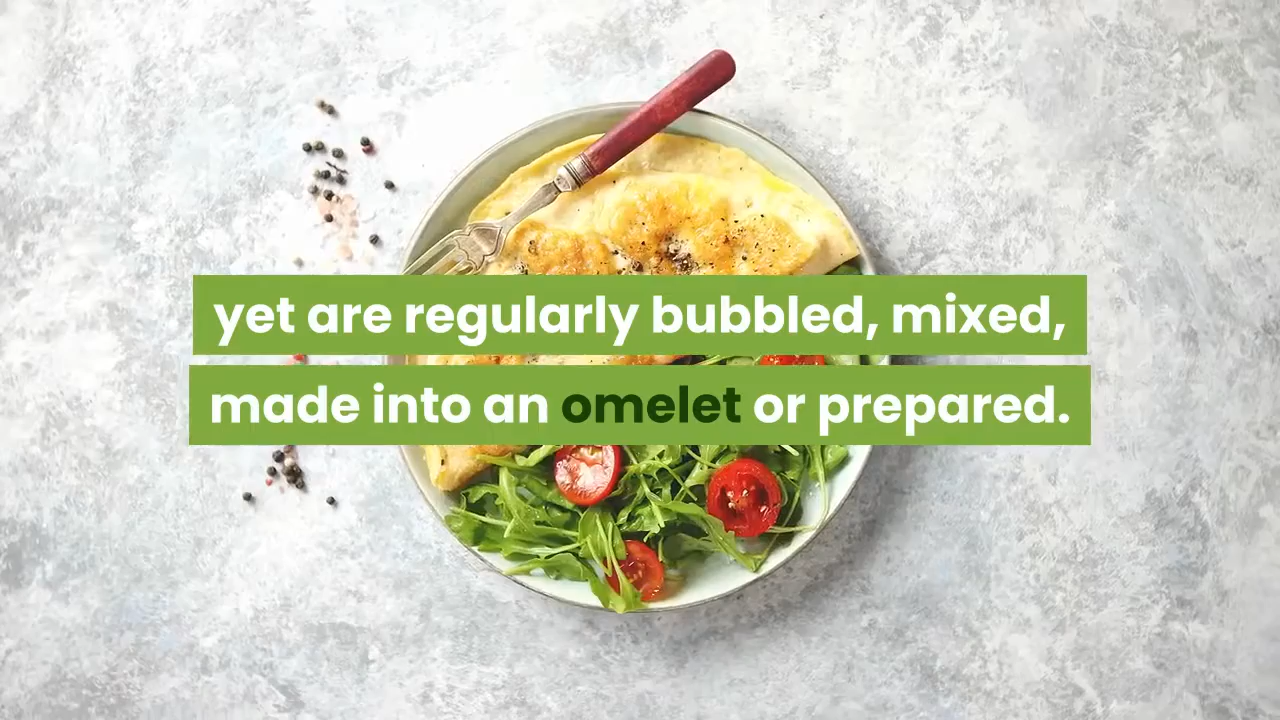 yet are regularly bubbled, mixed,
made into an omelet or prepared.